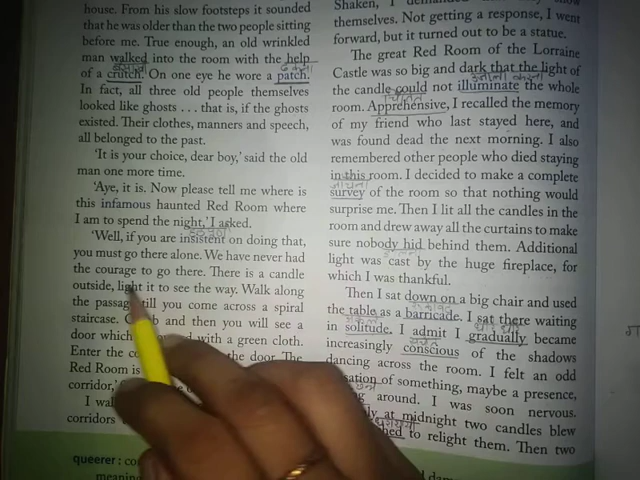 house. From his slow footsteps it sounded
that he was older than the two people sitting
before me. True enough, an old wrinkled
man walked into the room with the help
of a crutch. On one eye he wore a patch.
In fact, all three old people themselves
looked like ghosts . . . that is, if the ghosts
existed. Their clothes, manners and speech,
all belonged to the past.
'It is your choice, dear boy,' said the old
man one more time.
'Aye, it is. Now please tell me where is
this infamous haunted Red Room where
I am to spend the night,' I asked.
'Well, if you are insistent on doing that,
you must go there alone. We have never had
the courage to go there. There is a candle
outside, light it to see the way. Walk along
the passage till you come across a spiral
staircase. and then you will see a
door which with a green cloth.
Enter the the door. The
Red Room is
corridor,'
I
corridors
queerer :
meaning
Shaken, I demanded
themselves. Not getting a response, I went
forward, but it turned out to be a statue.
The great Red Room of the Lorraine
Castle was so big and dark that the light of
the candle could not illuminate the whole
room. Apprehensive, I recalled the memory
of my friend who last stayed here, and
was found dead the next morning. I also
remembered other people who died staying
in this room. I decided to make a complete
survey of the room so that nothing would
surprise me. Then I lit all the candles in the
room and drew away all the curtains to make
sure nobody hid behind them. Additional
light was cast by the huge fireplace, for
which I was thankful.
Then I sat down on a big chair and used
the table as a barricade. I sat there waiting
in solitude. I admit I gradually became
increasingly conscious of the shadows
dancing across the room. I felt an odd
of something, maybe a presence,
around. I was soon nervous.
at midnight two candles blew
to relight them. Then two